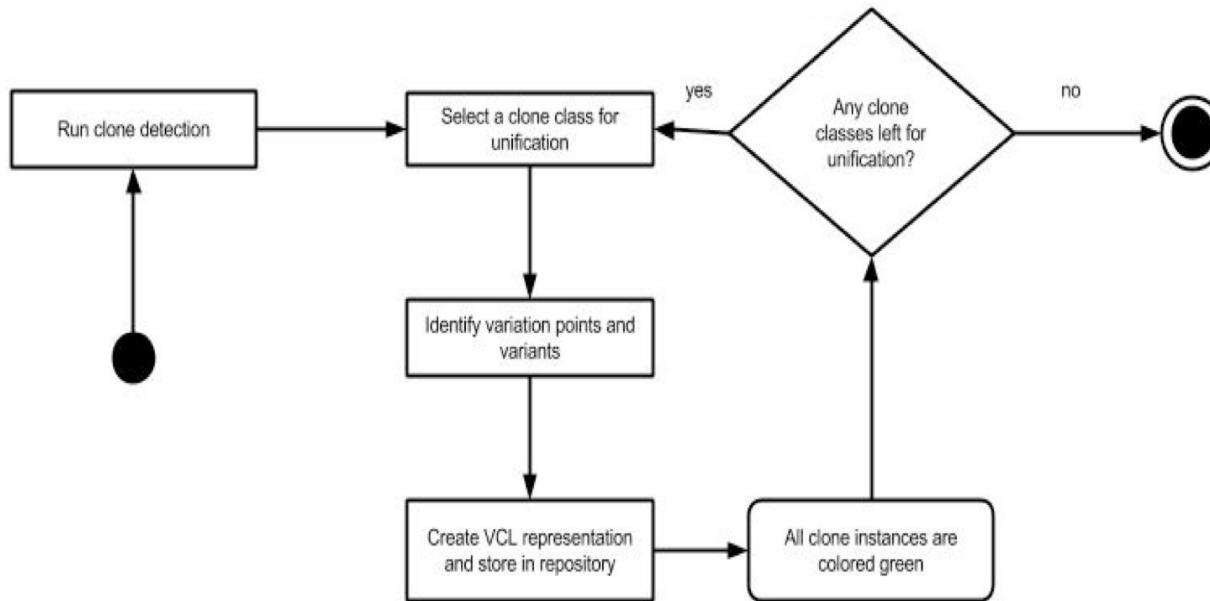 Run clone detection
Select a clone class for
unification
yes
Any clone
classes left for
unification?
no
Identify variation points and
variants
Create VCL representation
and store in repository
All clone instances are
colored green